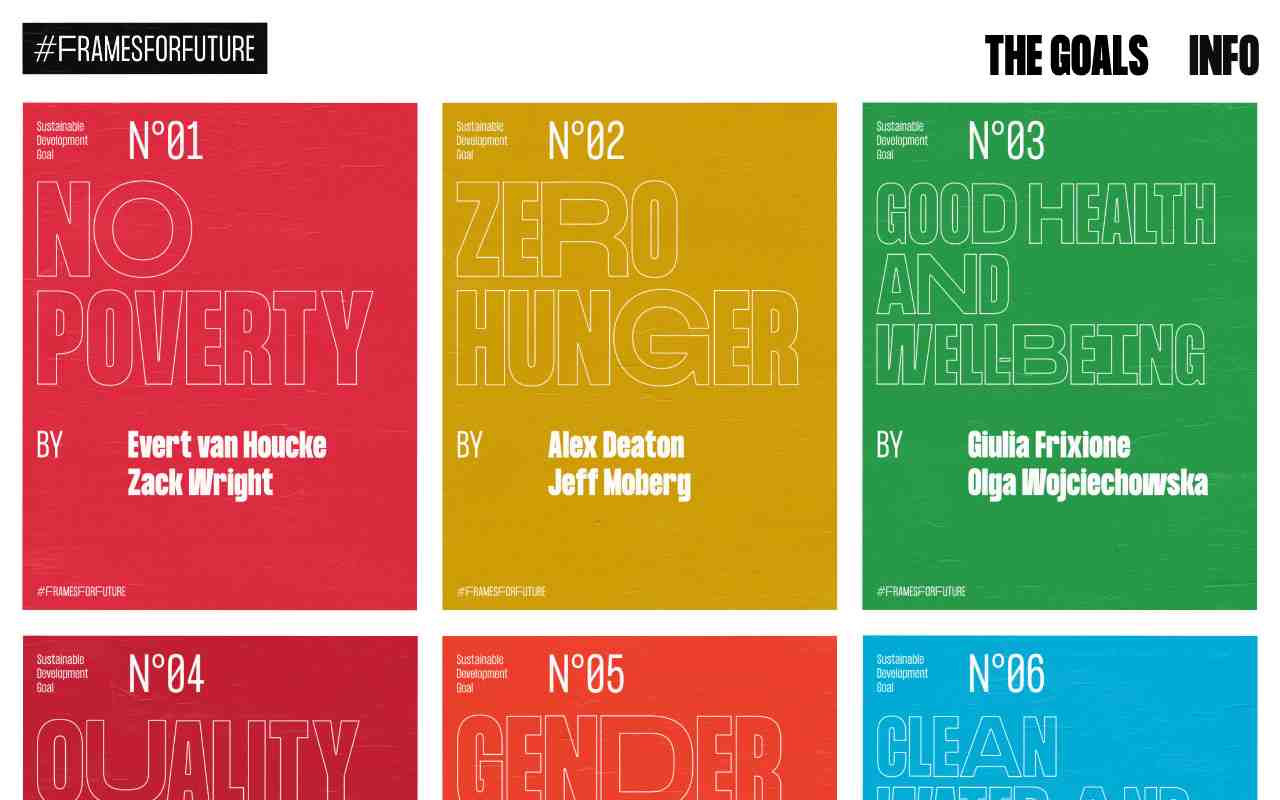 #FRAMESFORFUTURE
THE GOALS INFO
Sustainable
Development
Goal
N°01
NO
POVERTY
BY
Evert van Houcke
Zack Wright
#FRAMESFORFUTURE
Sustainable
Development
Goal
N°02
ZERO
HUNGER
BY
Alex Deaton
Jeff Moberg
#FRAMESFORFUTURE
Sustainable
Development
Goal
N°03
GOOD HEALTH
AND
WELL-BEING
BY
Giulia Frixione
Olga Wojciechowska
#FRAMESFORFUTURE
Sustainable
Development
Goal
N°04
QUALITY
Sustainable
Development
Goal
N°05
GENDER
Sustainable
Development
Goal
N°06
CLEAN
WATER AND